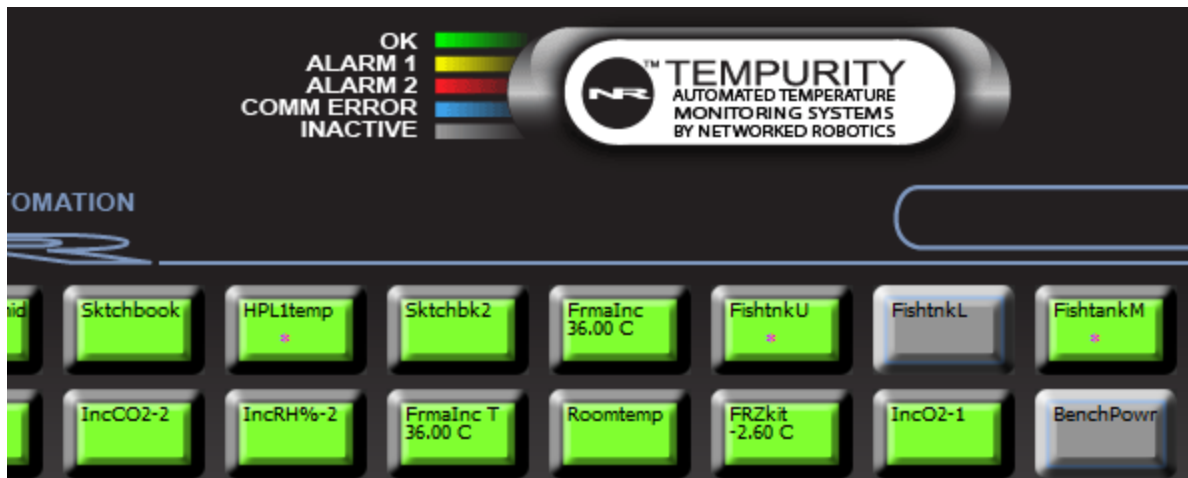 OK
ALARM 1
ALARM 2
COMM ERROR
INACTIVE
NR
™
TEMPURITY
AUTOMATED TEMPERATURE
MONITORING SYSTEMS
BY NETWORKED ROBOTICS
TOMATION
Sktchbook
HPL1temp
*
Sktchbk2
FrmaInc
36.00 C
FishtnkU
*
FishtnkL
FishtankM
*
IncCO2-2
IncRH%-2
FrmaInc T
36.00 C
Roomtemp
FRZkit
-2.60 C
IncO2-1
BenchPowr